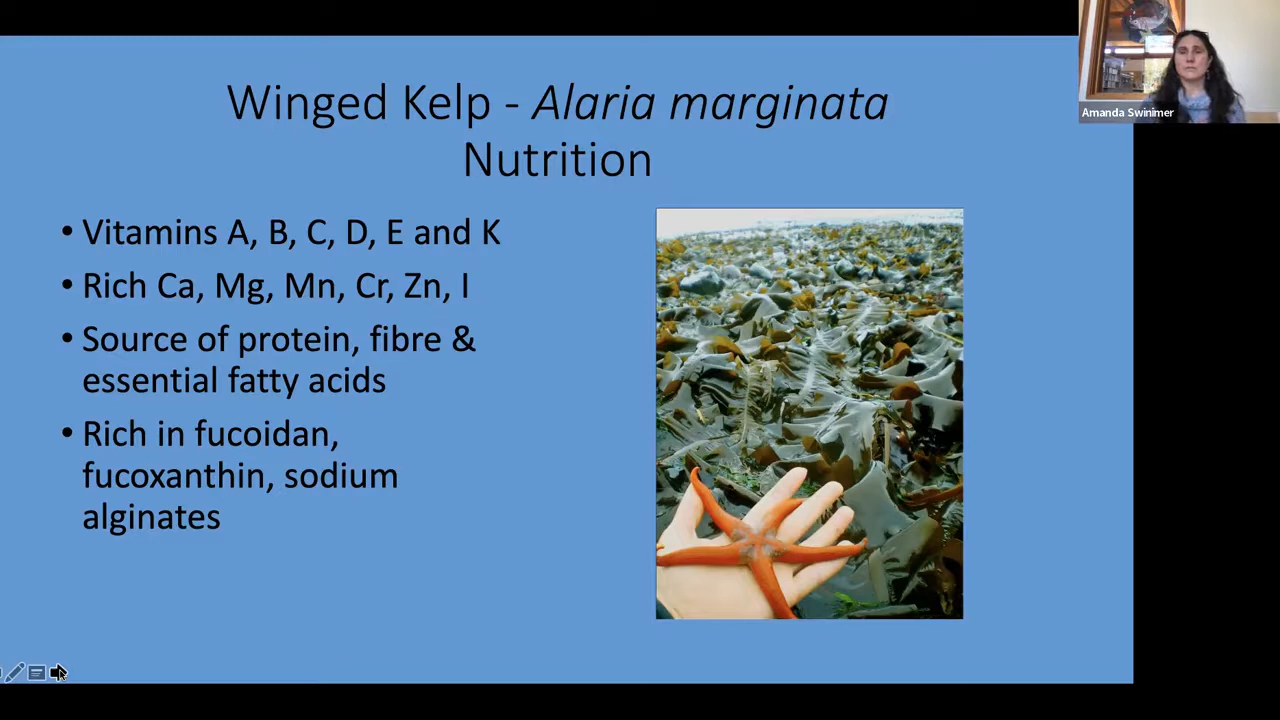 Winged Kelp - Alaria marginata
Nutrition
• Vitamins A, B, C, D, E and K
• Rich Ca, Mg, Mn, Cr, Zn, I
• Source of protein, fibre &
essential fatty acids
• Rich in fucoidan,
fucoxanthin, sodium
alginates
Amanda Swinimer